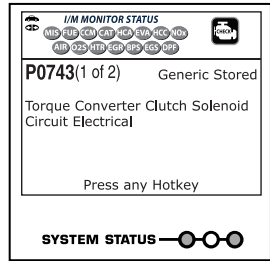 I/M MONITOR STATUS
MIS FUE CCM CAT HCA EVA HCC NOx
AIR O2S HTR EGR BPS EGS DPF
CHECK
P0743(1 of 2) Generic Stored
Torque Converter Clutch Solenoid
Circuit Electrical
Press any Hotkey
SYSTEM STATUS